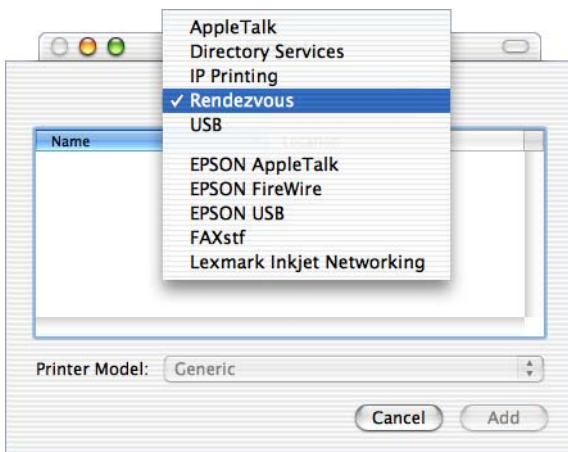 AppleTalk
Directory Services
IP Printing
✓ Rendezvous
USB
Name Location
EPSON AppleTalk
EPSON FireWire
EPSON USB
FAXstf
Lexmark Inkjet Networking
Printer Model: Generic
Cancel Add